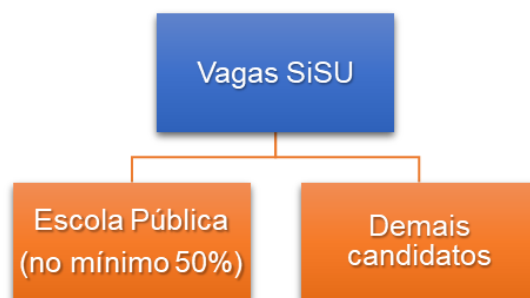 Vagas SiSU
Escola Pública
(no mínimo 50%)
Demais
candidatos